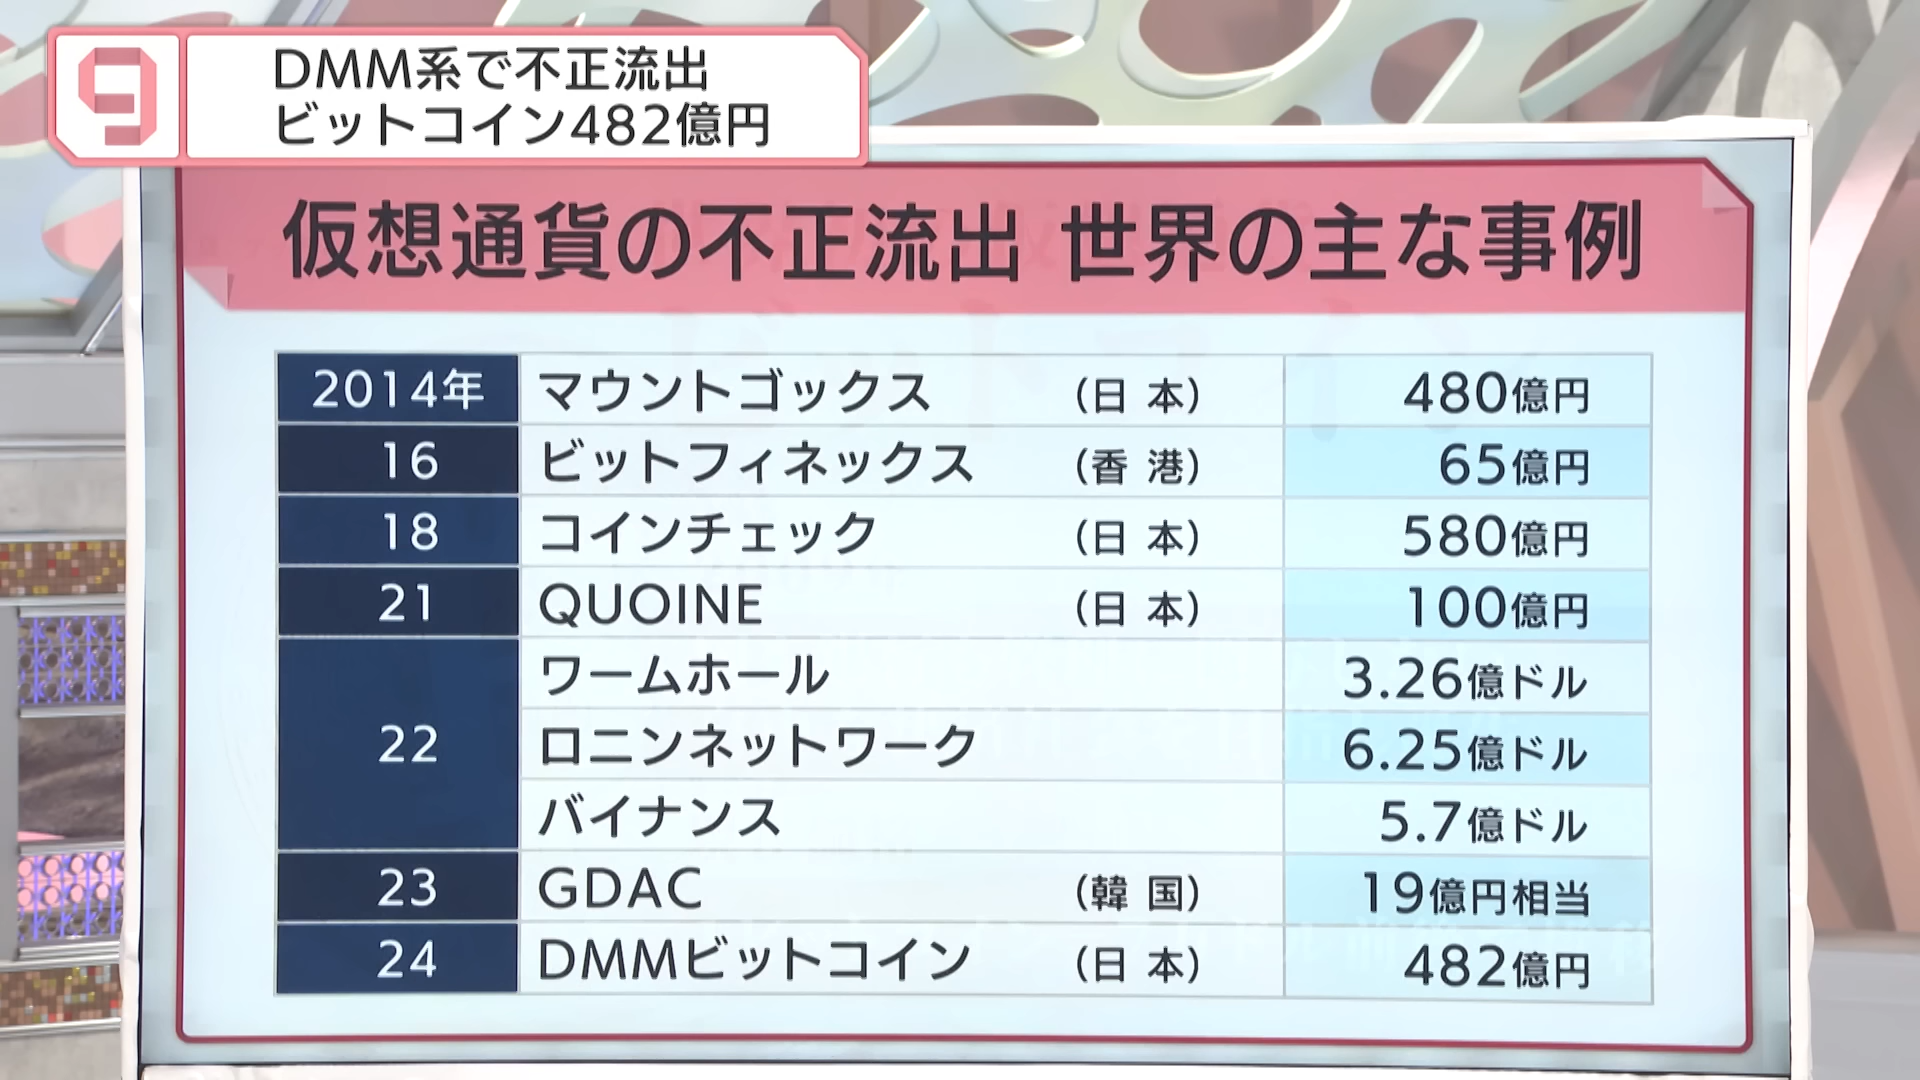 9
DMM系で不正流出
ビットコイン482億円
仮想通貨の不正流出 世界の主な事例
2014年 マウントゴックス (日 本) 480億円
16 ビットフィネックス (香 港) 65億円
18 コインチェック (日 本) 580億円
21 QUOINE (日 本) 100億円
22 ワームホール 3.26億ドル
ロニンネットワーク 6.25億ドル
バイナンス 5.7億ドル
23 GDAC (韓 国) 19億円相当
24 DMMビットコイン (日 本) 482億円